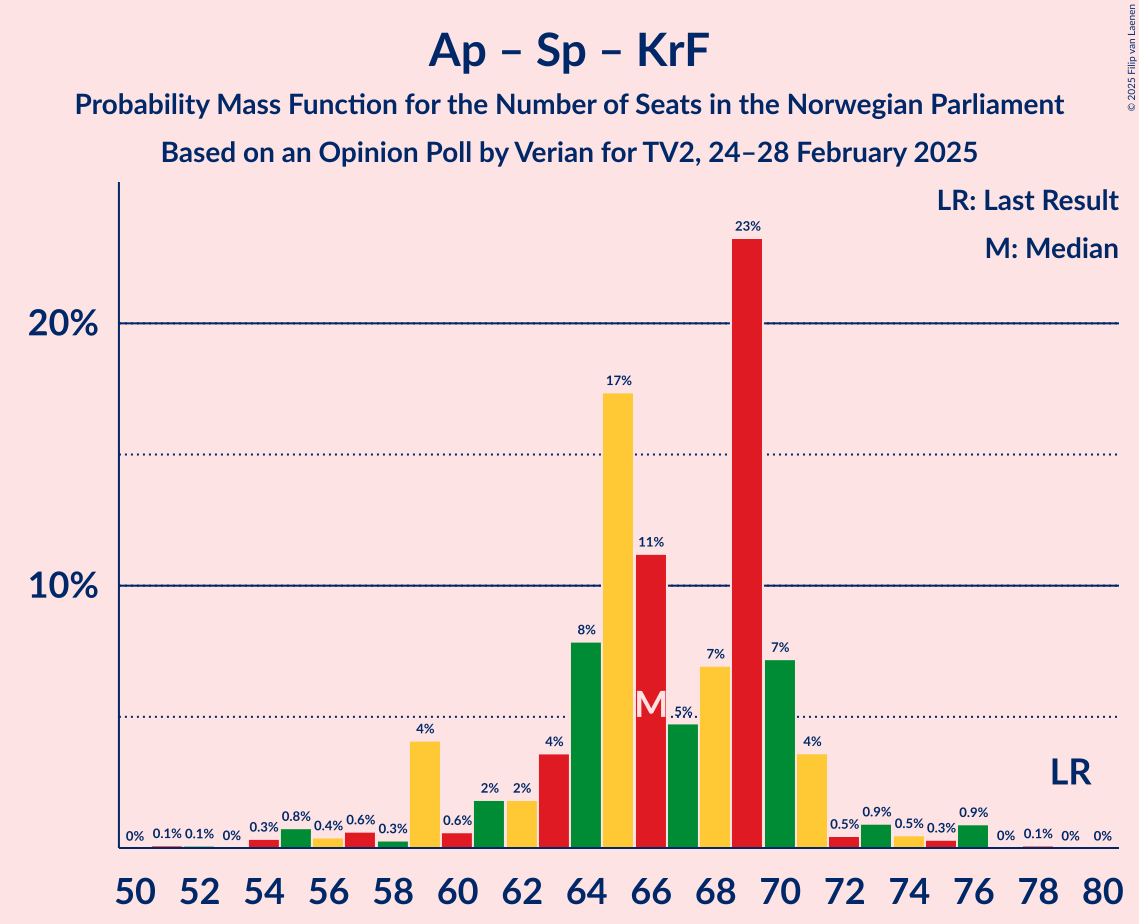 Ap – Sp – KrF
Probability Mass Function for the Number of Seats in the Norwegian Parliament
Based on an Opinion Poll by Verian for TV2, 24–28 February 2025
© 2025 Filip van Laenen
LR: Last Result
M: Median
20%
10%
0% 0.1% 0.1% 0% 0.3% 0.8% 0.4% 0.6% 0.3% 4% 0.6% 2% 2% 4% 8% 17% 11% 5% 7% 23% 7% 4% 0.5% 0.9% 0.5% 0.3% 0.9% 0% 0.1% 0% 0%
M
LR
50 52 54 56 58 60 62 64 66 68 70 72 74 76 78 80